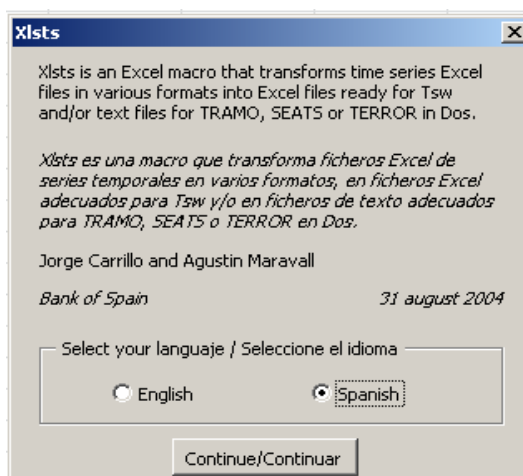 Xlsts
Xlsts is an Excel macro that transforms time series Excel
files in various formats into Excel files ready for Tsw
and/or text files for TRAMO, SEATS or TERROR in Dos.
Xlsts es una macro que transforma ficheros Excel de
series temporales en varios formatos, en ficheros Excel
adecuados para Tsw y/o en ficheros de texto adecuados
para TRAMO, SEATS o TERROR en Dos.
Jorge Carrillo and Agustin Maravall
Bank of Spain 31 august 2004
Select your languaje / Seleccione el idioma
English Spanish
Continue/Continuar